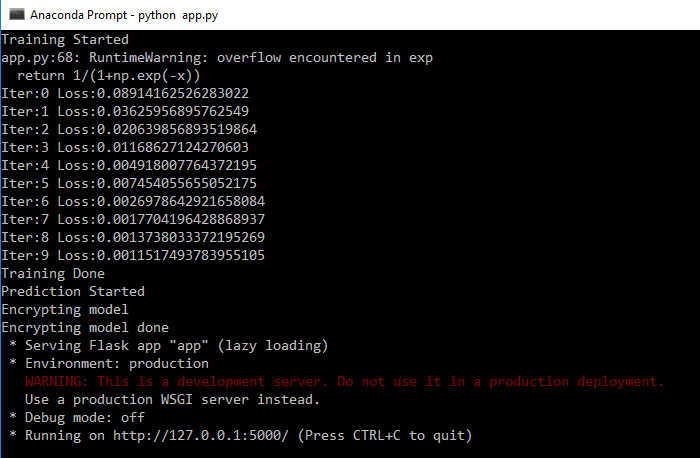 Anaconda Prompt - python  app.py
Training Started
app.py:68: RuntimeWarning: overflow encountered in exp
  return 1/(1+np.exp(-x))
Iter:0 Loss:0.08914162526283022
Iter:1 Loss:0.03625956895762549
Iter:2 Loss:0.020639856893519864
Iter:3 Loss:0.01168627124270603
Iter:4 Loss:0.004918007764372195
Iter:5 Loss:0.007454055655052175
Iter:6 Loss:0.0026978642921658084
Iter:7 Loss:0.0017704196428868937
Iter:8 Loss:0.0013738033372195269
Iter:9 Loss:0.0011517493783955105
Training Done
Prediction Started
Encrypting model
Encrypting model done
 * Serving Flask app "app" (lazy loading)
 * Environment: production
   WARNING: This is a development server. Do not use it in a production deployment.
   Use a production WSGI server instead.
 * Debug mode: off
 * Running on http://127.0.0.1:5000/ (Press CTRL+C to quit)